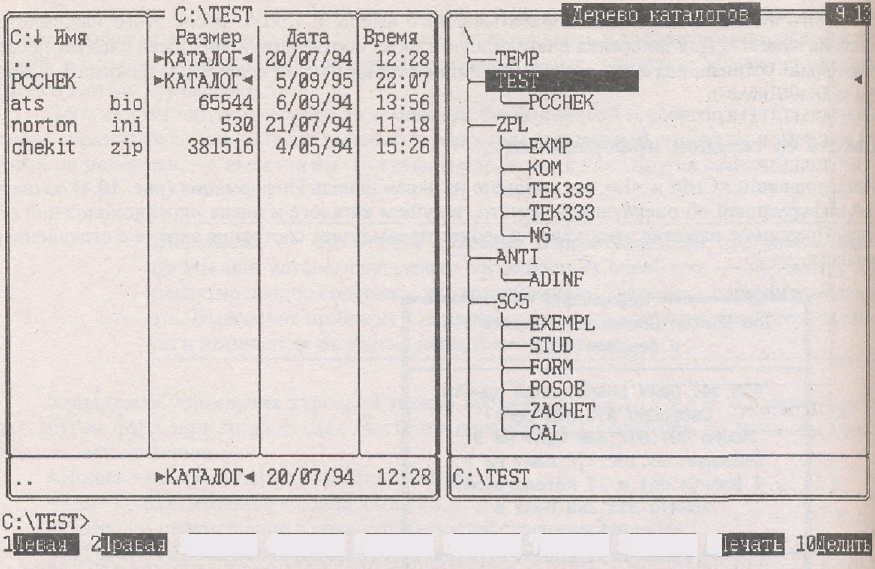 C:\TEST
C:↓ Имя Размер Дата Время
.. ►КАТАЛОГ◄ 20/07/94 12:28
PCCHEK ►КАТАЛОГ◄ 5/09/95 22:07
ats bio 65544 6/09/94 13:56
norton ini 530 21/07/94 11:18
chekit zip 381516 4/05/94 15:26
.. ►КАТАЛОГ◄ 20/07/94 12:28
Дерево каталогов
\
TEMP
TEST
PCCHEK
ZPL
EXMP
KOM
TEK339
TEK333
NG
ANTI
ADINF
SC5
EXEMPL
STUD
FORM
POSOB
ZACHET
CAL
C:\TEST
C:\TEST>
1Левая 2Правая Печать 10Делить